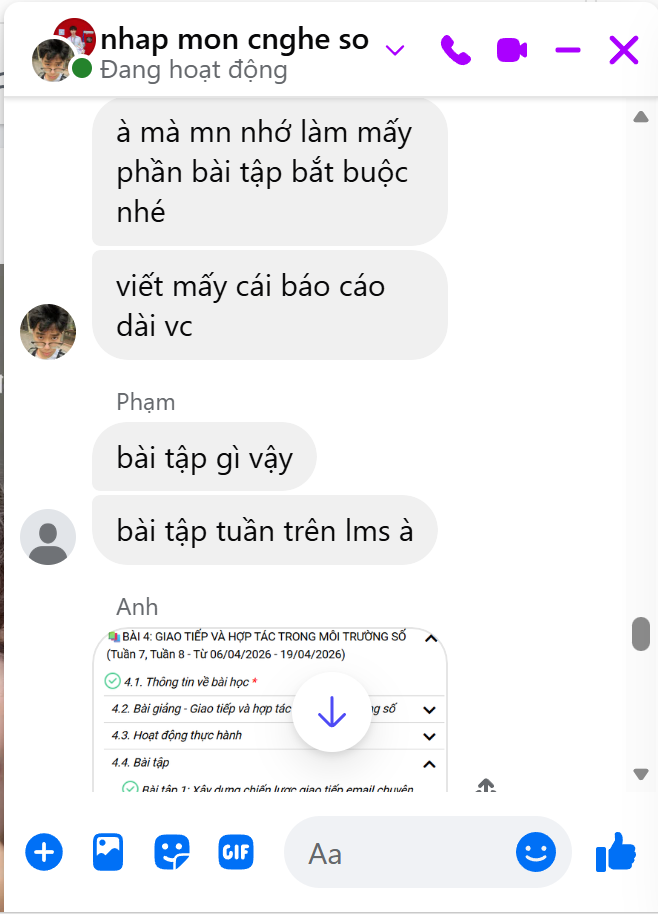 nhap mon cnghe so
Đang hoạt động
à mà mn nhớ làm mấy
phần bài tập bắt buộc
nhé
viết mấy cái báo cáo
dài vc
Phạm
bài tập gì vậy
bài tập tuần trên lms à
Anh
BÀI 4: GIAO TIẾP VÀ HỢP TÁC TRONG MÔI TRƯỜNG SỐ
(Tuần 7, Tuần 8 - Từ 06/04/2026 - 19/04/2026)
4.1. Thông tin về bài học *
4.2. Bài giảng - Giao tiếp và hợp tác số
4.3. Hoạt động thực hành
4.4. Bài tập
Bài tập 1: Xây dựng chiến lược giao tiếp email chuyên
GIF
Aa